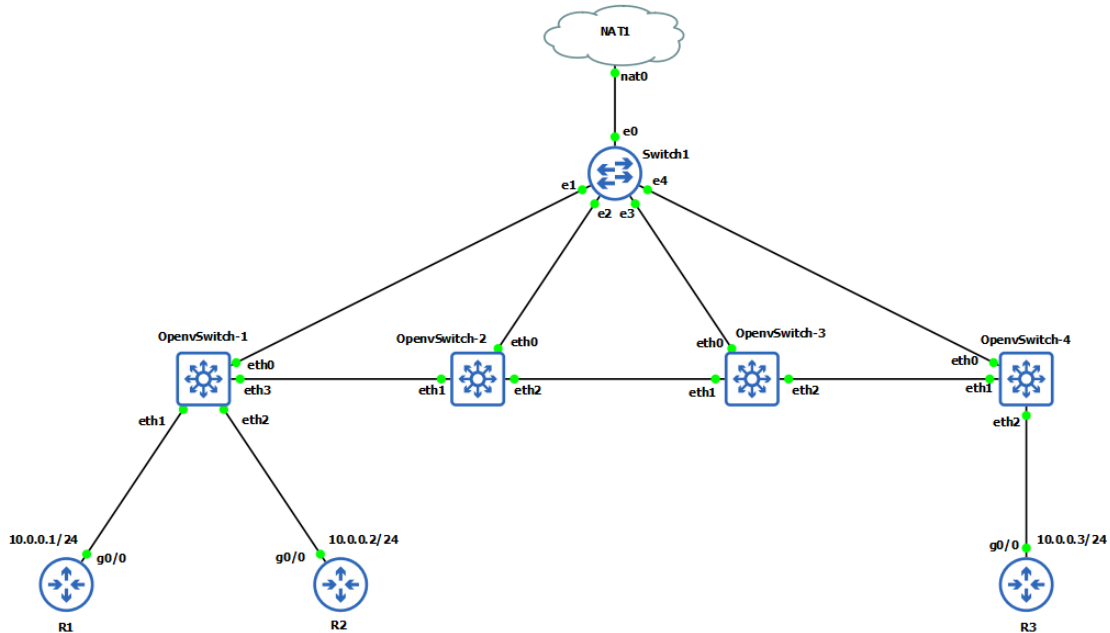 NAT1
nat0
e0
Switch1
e1
e4
e2
e3
OpenvSwitch-1
OpenvSwitch-2
OpenvSwitch-3
OpenvSwitch-4
eth0
eth0
eth0
eth0
eth3
eth1
eth2
eth1
eth2
eth1
eth1
eth2
eth2
10.0.0.1/24
g0/0
10.0.0.2/24
g0/0
g0/0
10.0.0.3/24
R1
R2
R3